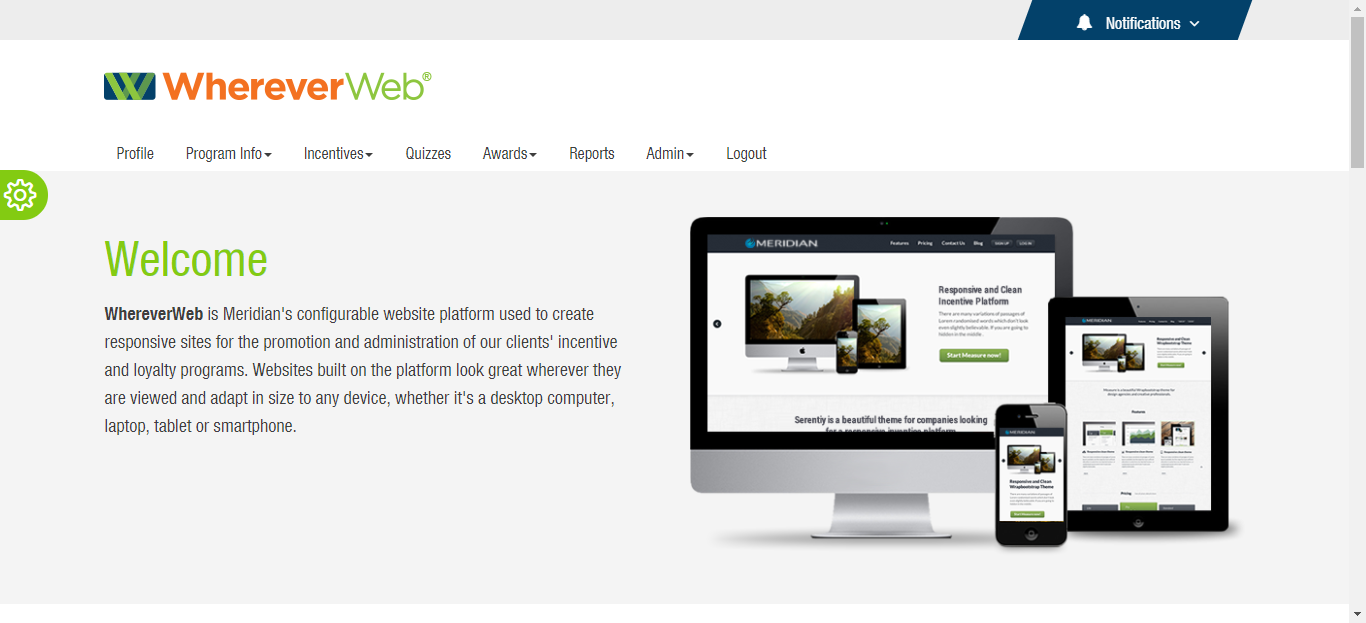 Notifications
WhereverWeb®
Profile Program Info Incentives Quizzes Awards Reports Admin Logout
Welcome
WhereverWeb is Meridian's configurable website platform used to create
responsive sites for the promotion and administration of our clients' incentive
and loyalty programs. Websites built on the platform look great wherever they
are viewed and adapt in size to any device, whether it's a desktop computer,
laptop, tablet or smartphone.
MERIDIAN
Features Pricing Contact Us Blog SIGN UP LOG IN
Responsive and Clean
Incentive Platform
There are many variations of passages of
Lorem randomised words which don't look
even slightly believable. If you are going to
hidden in the middle.
Start Measure now!
Serentiy is a beautiful theme for companies looking
for a responsive inventive platform
MERIDIAN
Responsive and Clean
Wrapbootstrap Theme
Features
Pricing
MERIDIAN
Responsive and Clean
Wrapbootstrap Theme